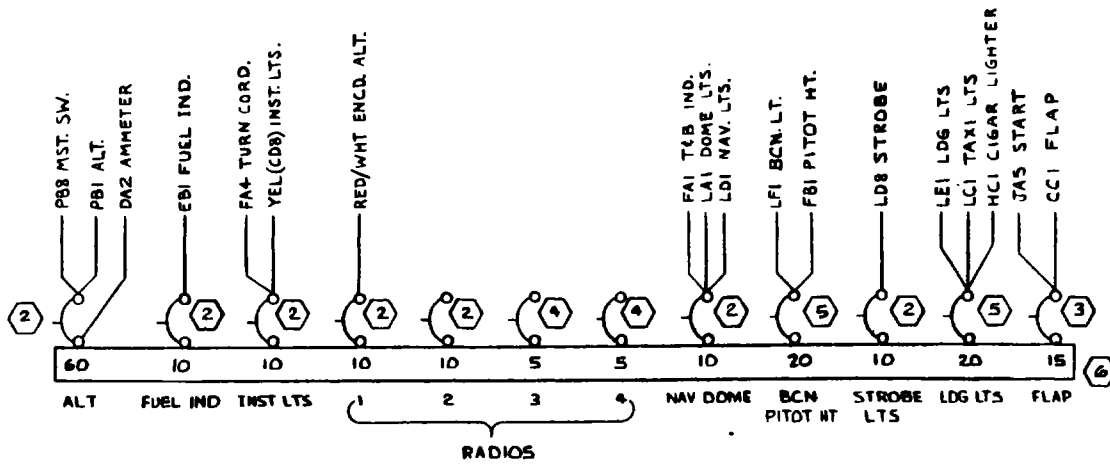 PB8 MST. SW.
PB1 ALT.
DA2 AMMETER
EB1 FUEL IND.
FA4 TURN CORD.
YEL(CD8) INST. LTS.
RED/WHT ENCD. ALT.
FA1 T&B IND.
LA1 DOME LTS.
LD1 NAV. LTS.
LF1 BCN. LT.
FB1 PITOT HT.
LD8 STROBE
LE1 LDG LTS
LC1 TAXI LTS
HC1 CIGAR LIGHTER
JA5 START
CC1 FLAP
2 2 2 2 2 4 4 2 5 2 5 3
60 10 10 10 10 5 5 10 20 10 20 15
6
ALT FUEL IND INST LTS 1 2 3 4 NAV DOME BCN STROBE LDG LTS FLAP
PITOT HT LTS
RADIOS